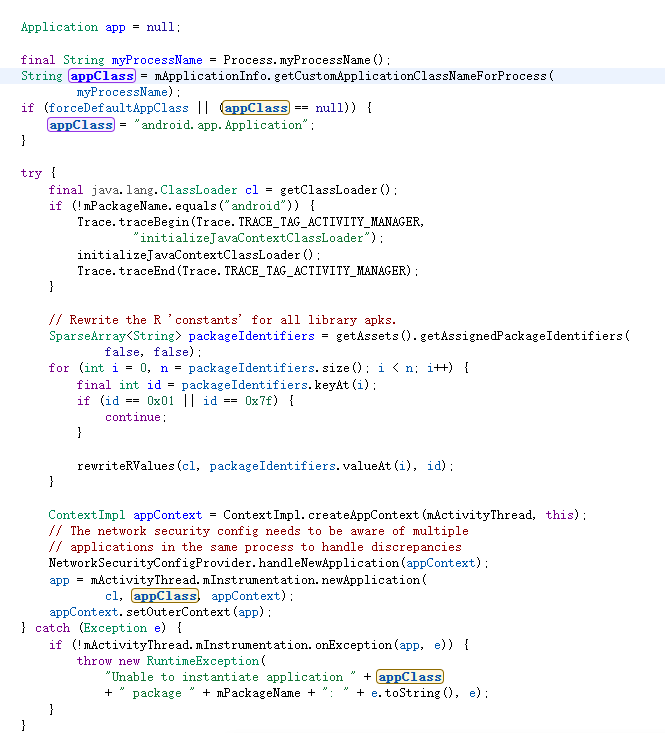 Application app = null;
final String myProcessName = Process.myProcessName();
String appClass = mApplicationInfo.getCustomApplicationClassNameForProcess(
        myProcessName);
if (forceDefaultAppClass || (appClass == null)) {
    appClass = "android.app.Application";
}
try {
    final java.lang.ClassLoader cl = getClassLoader();
    if (!mPackageName.equals("android")) {
        Trace.traceBegin(Trace.TRACE_TAG_ACTIVITY_MANAGER,
                "initializeJavaContextClassLoader");
        initializeJavaContextClassLoader();
        Trace.traceEnd(Trace.TRACE_TAG_ACTIVITY_MANAGER);
    }
    // Rewrite the R 'constants' for all library apks.
    SparseArray<String> packageIdentifiers = getAssets().getAssignedPackageIdentifiers(
            false, false);
    for (int i = 0, n = packageIdentifiers.size(); i < n; i++) {
        final int id = packageIdentifiers.keyAt(i);
        if (id == 0x01 || id == 0x7f) {
            continue;
        }
        rewriteRValues(cl, packageIdentifiers.valueAt(i), id);
    }
    ContextImpl appContext = ContextImpl.createAppContext(mActivityThread, this);
    // The network security config needs to be aware of multiple
    // applications in the same process to handle discrepancies
    NetworkSecurityConfigProvider.handleNewApplication(appContext);
    app = mActivityThread.mInstrumentation.newApplication(
            cl, appClass, appContext);
    appContext.setOuterContext(app);
} catch (Exception e) {
    if (!mActivityThread.mInstrumentation.onException(app, e)) {
        throw new RuntimeException(
            "Unable to instantiate application " + appClass
            + " package " + mPackageName + ": " + e.toString(), e);
    }
}